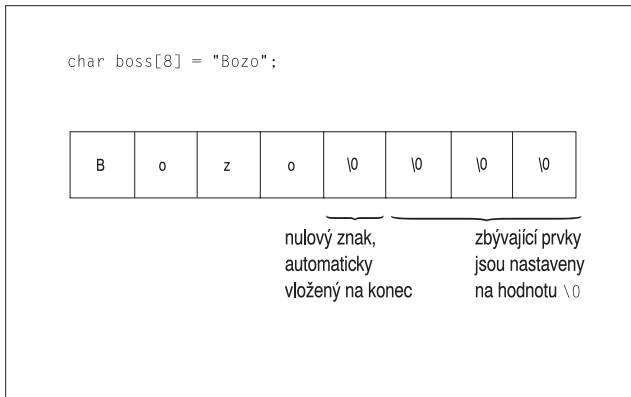 char boss[8] = "Bozo";
B o z o \0 \0 \0 \0
nulový znak,
automaticky
vložený na konec
zbývající prvky
jsou nastaveny
na hodnotu \0